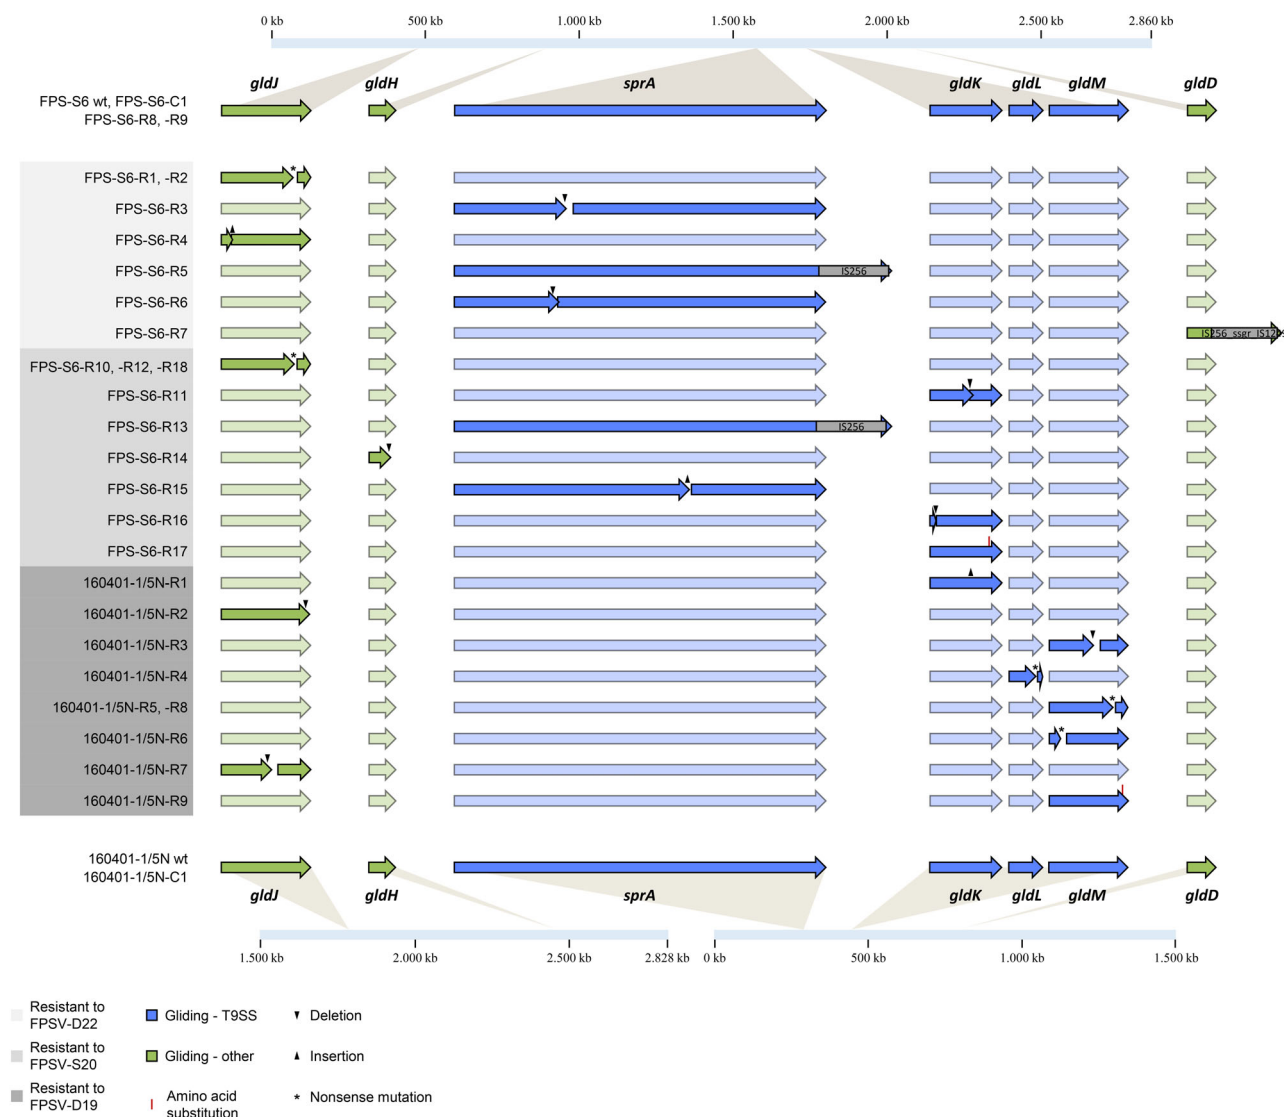 0 kb 500 kb 1.000 kb 1.500 kb 2.000 kb 2.500 kb 2.860 kb
gldJ gldH sprA gldK gldL gldM gldD
FPS-S6 wt, FPS-S6-C1
FPS-S6-R8, -R9
FPS-S6-R1, -R2
*
FPS-S6-R3
FPS-S6-R4
FPS-S6-R5
IS256
FPS-S6-R6
FPS-S6-R7
FPS-S6-R10, -R12, -R18
*
FPS-S6-R11
FPS-S6-R13
IS256
FPS-S6-R14
FPS-S6-R15
FPS-S6-R16
FPS-S6-R17
160401-1/5N-R1
160401-1/5N-R2
160401-1/5N-R3
160401-1/5N-R4
*
160401-1/5N-R5, -R8
*
160401-1/5N-R6
*
160401-1/5N-R7
160401-1/5N-R9
160401-1/5N wt
160401-1/5N-C1
gldJ gldH sprA gldK gldL gldM gldD
1.500 kb 2.000 kb 2.500 kb 2.828 kb 0 kb 500 kb 1.000 kb 1.500 kb
Resistant to
FPSV-D22
Resistant to
FPSV-S20
Resistant to
FPSV-D19
Gliding - T9SS
Gliding - other
Amino acid
substitution
Deletion
Insertion
* Nonsense mutation